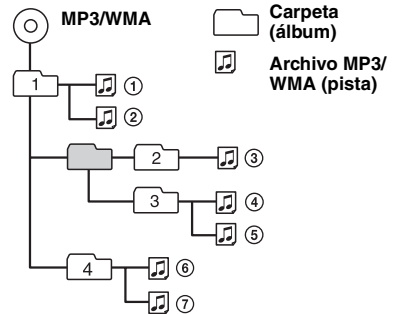 MP3/WMA
Carpeta
(álbum)
Archivo MP3/
WMA (pista)
1
①
②
2
③
3
④
⑤
4
⑥
⑦